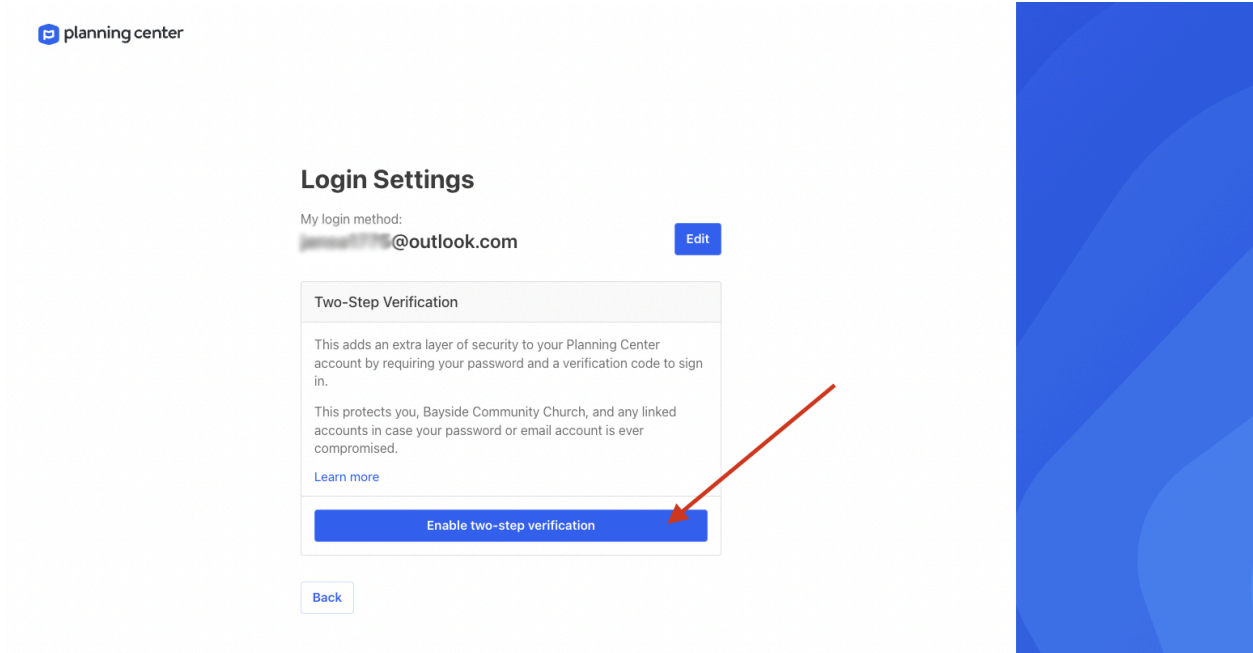 planning center
Login Settings
My login method:
@outlook.com
Edit
Two-Step Verification
This adds an extra layer of security to your Planning Center
account by requiring your password and a verification code to sign
in.
This protects you, Bayside Community Church, and any linked
accounts in case your password or email account is ever
compromised.
Learn more
Enable two-step verification
Back